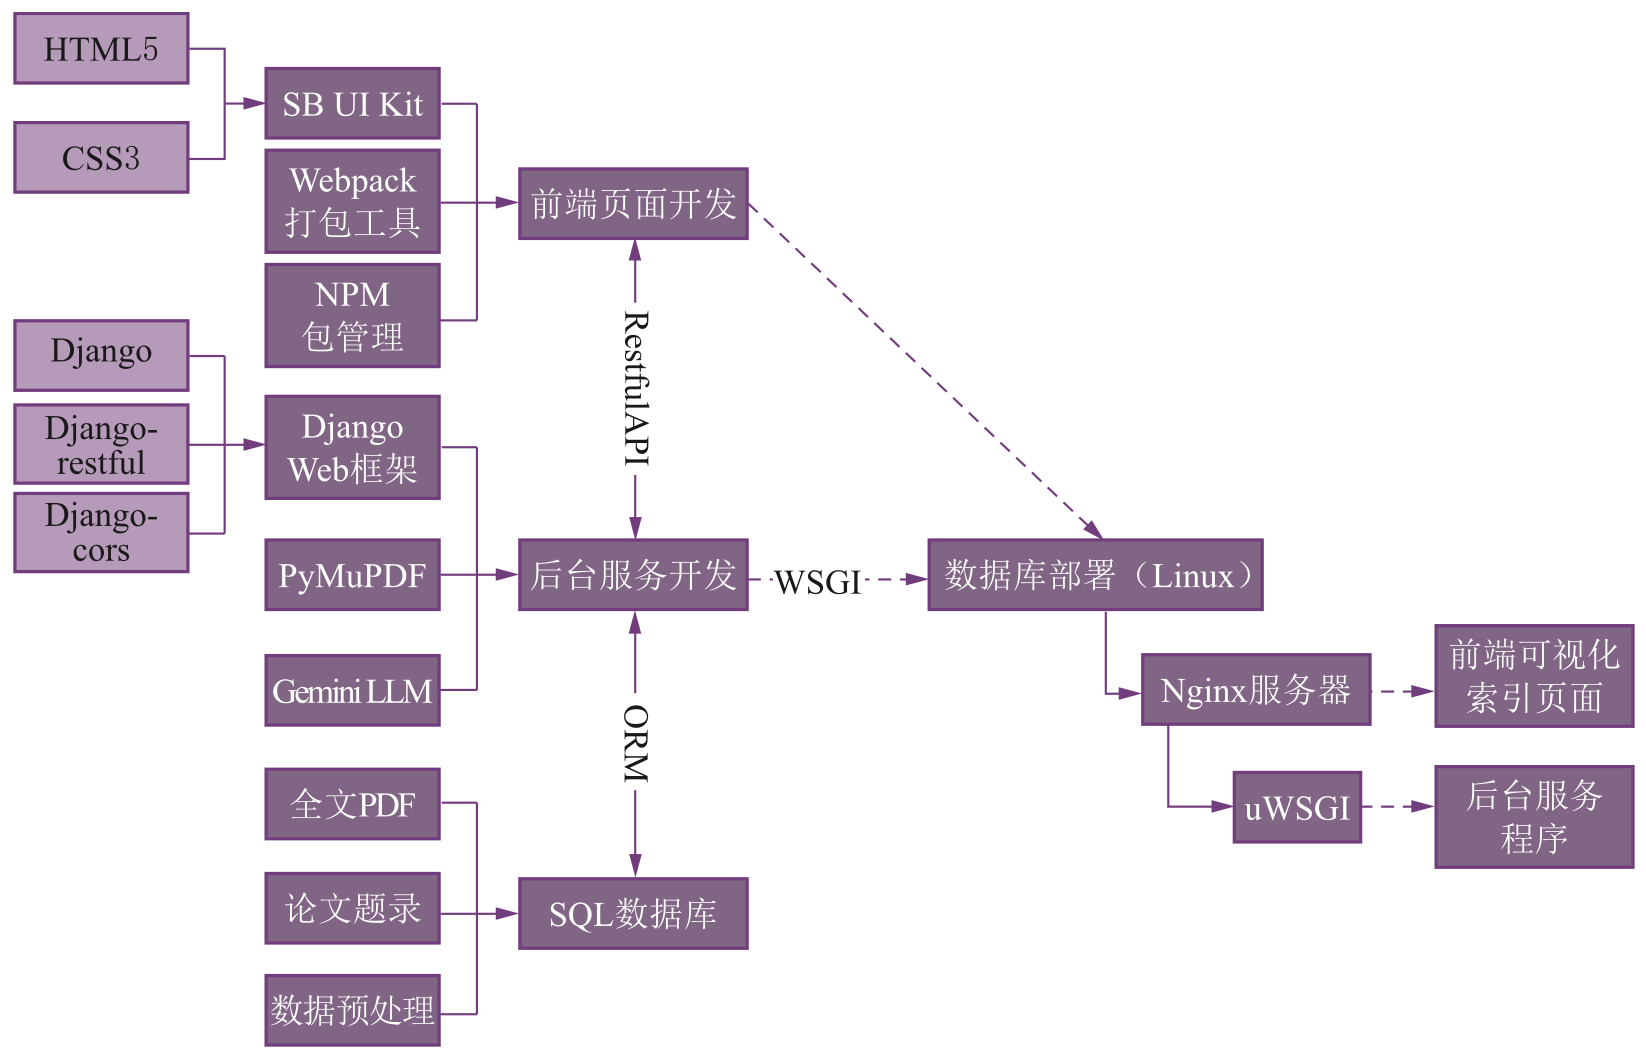 HTML5
CSS3
SB UI Kit
Webpack
打包工具
NPM
包管理
前端页面开发
RestfulAPI
Django
Django-
restful
Django-
cors
Django
Web框架
PyMuPDF
Gemini LLM
后台服务开发
WSGI
数据库部署（Linux）
Nginx服务器
前端可视化
索引页面
uWSGI
后台服务
程序
ORM
全文PDF
论文题录
数据预处理
SQL数据库